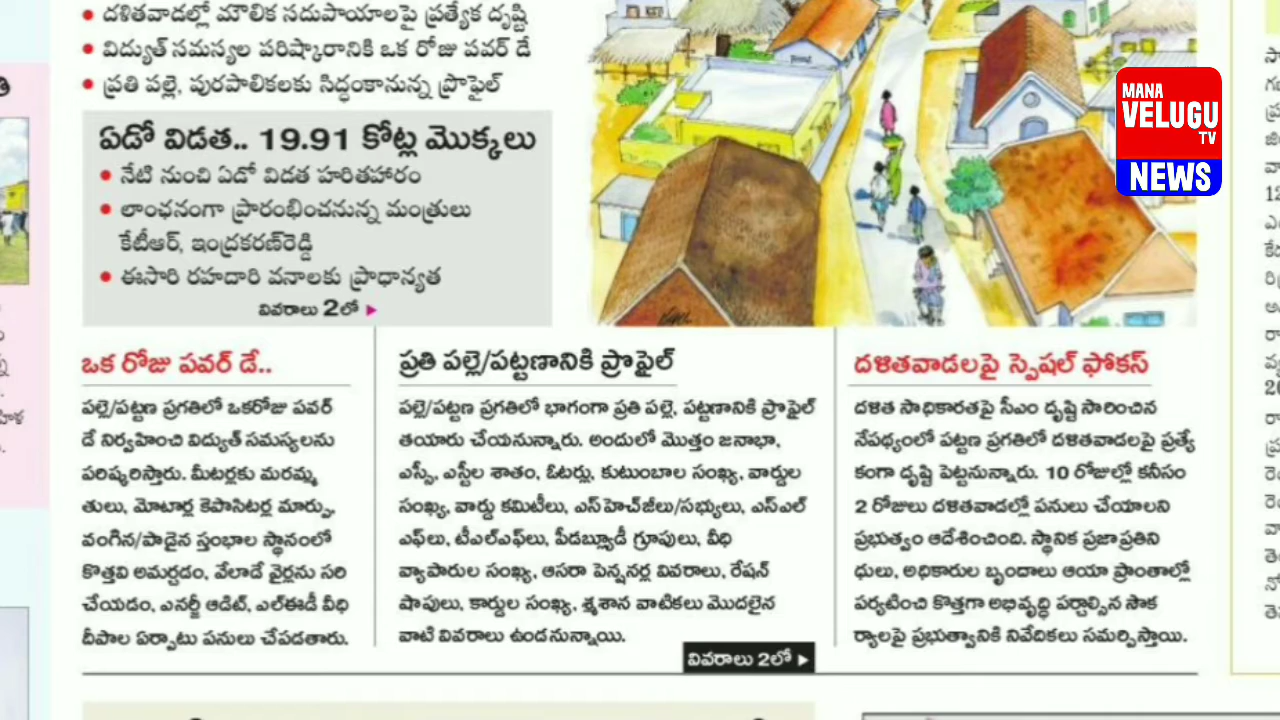 • దళితవాడల్లో మౌలిక సదుపాయాలపై ప్రత్యేక దృష్టి
• విద్యుత్ సమస్యల పరిష్కారానికి ఒక రోజు పవర్ డే
• ప్రతి పల్లె, పురపాలికలకు సిద్ధంకానున్న ప్రొఫైల్
ఏడో విడత.. 19.91 కోట్ల మొక్కలు
• నేటి నుంచి ఏడో విడత హరితహారం
• లాంఛనంగా ప్రారంభించనున్న మంత్రులు
కేటీఆర్, ఇంద్రకరణ్‌రెడ్డి
• ఈసారి రహదారి వనాలకు ప్రాధాన్యత
వివరాలు 2లో ▶
MANA
VELUGU
TV
NEWS
ఒక రోజు పవర్ డే..
పల్లె/పట్టణ ప్రగతిలో ఒకరోజు పవర్
డే నిర్వహించి విద్యుత్ సమస్యలను
పరిష్కరిస్తారు. మీటర్లకు మరమ్మ
తులు, మోటార్ల కెపాసిటర్ల మార్పు,
వంగిన/పాడైన స్తంభాల స్థానంలో
కొత్తవి అమర్చడం, వేలాడే వైర్లను సరి
చేయడం, ఎనర్జీ ఆడిట్, ఎల్ఈడీ వీధి
దీపాల ఏర్పాటు పనులు చేపడతారు.
ప్రతి పల్లె/పట్టణానికి ప్రొఫైల్
పల్లె/పట్టణ ప్రగతిలో భాగంగా ప్రతి పల్లె, పట్టణానికి ప్రొఫైల్
తయారు చేయనున్నారు. అందులో మొత్తం జనాభా,
ఎస్సీ, ఎస్టీల శాతం, ఓటర్లు, కుటుంబాల సంఖ్య, వార్డుల
సంఖ్య, వార్డు కమిటీలు, ఎస్‌హెచ్‌జీలు/సభ్యులు, ఎస్ఎల్
ఎఫ్‌లు, టీఎల్ఎఫ్‌లు, పీడబ్ల్యూడీ గ్రూపులు, వీధి
వ్యాపారుల సంఖ్య, ఆసరా పెన్షనర్ల వివరాలు, రేషన్
షాపులు, కార్డుల సంఖ్య, శ్మశాన వాటికలు మొదలైన
వాటి వివరాలు ఉండనున్నాయి.
వివరాలు 2లో ▶
దళితవాడలపై స్పెషల్ ఫోకస్
దళిత సాధికారతపై సీఎం దృష్టి సారించిన
నేపథ్యంలో పట్టణ ప్రగతిలో దళితవాడలపై ప్రత్యే
కంగా దృష్టి పెట్టనున్నారు. 10 రోజుల్లో కనీసం
2 రోజులు దళితవాడల్లో పనులు చేయాలని
ప్రభుత్వం ఆదేశించింది. స్థానిక ప్రజాప్రతిని
ధులు, అధికారుల బృందాలు ఆయా ప్రాంతాల్లో
పర్యటించి కొత్తగా అభివృద్ధి పర్చాల్సిన సౌక
ర్యాలపై ప్రభుత్వానికి నివేదికలు సమర్పిస్తాయి.